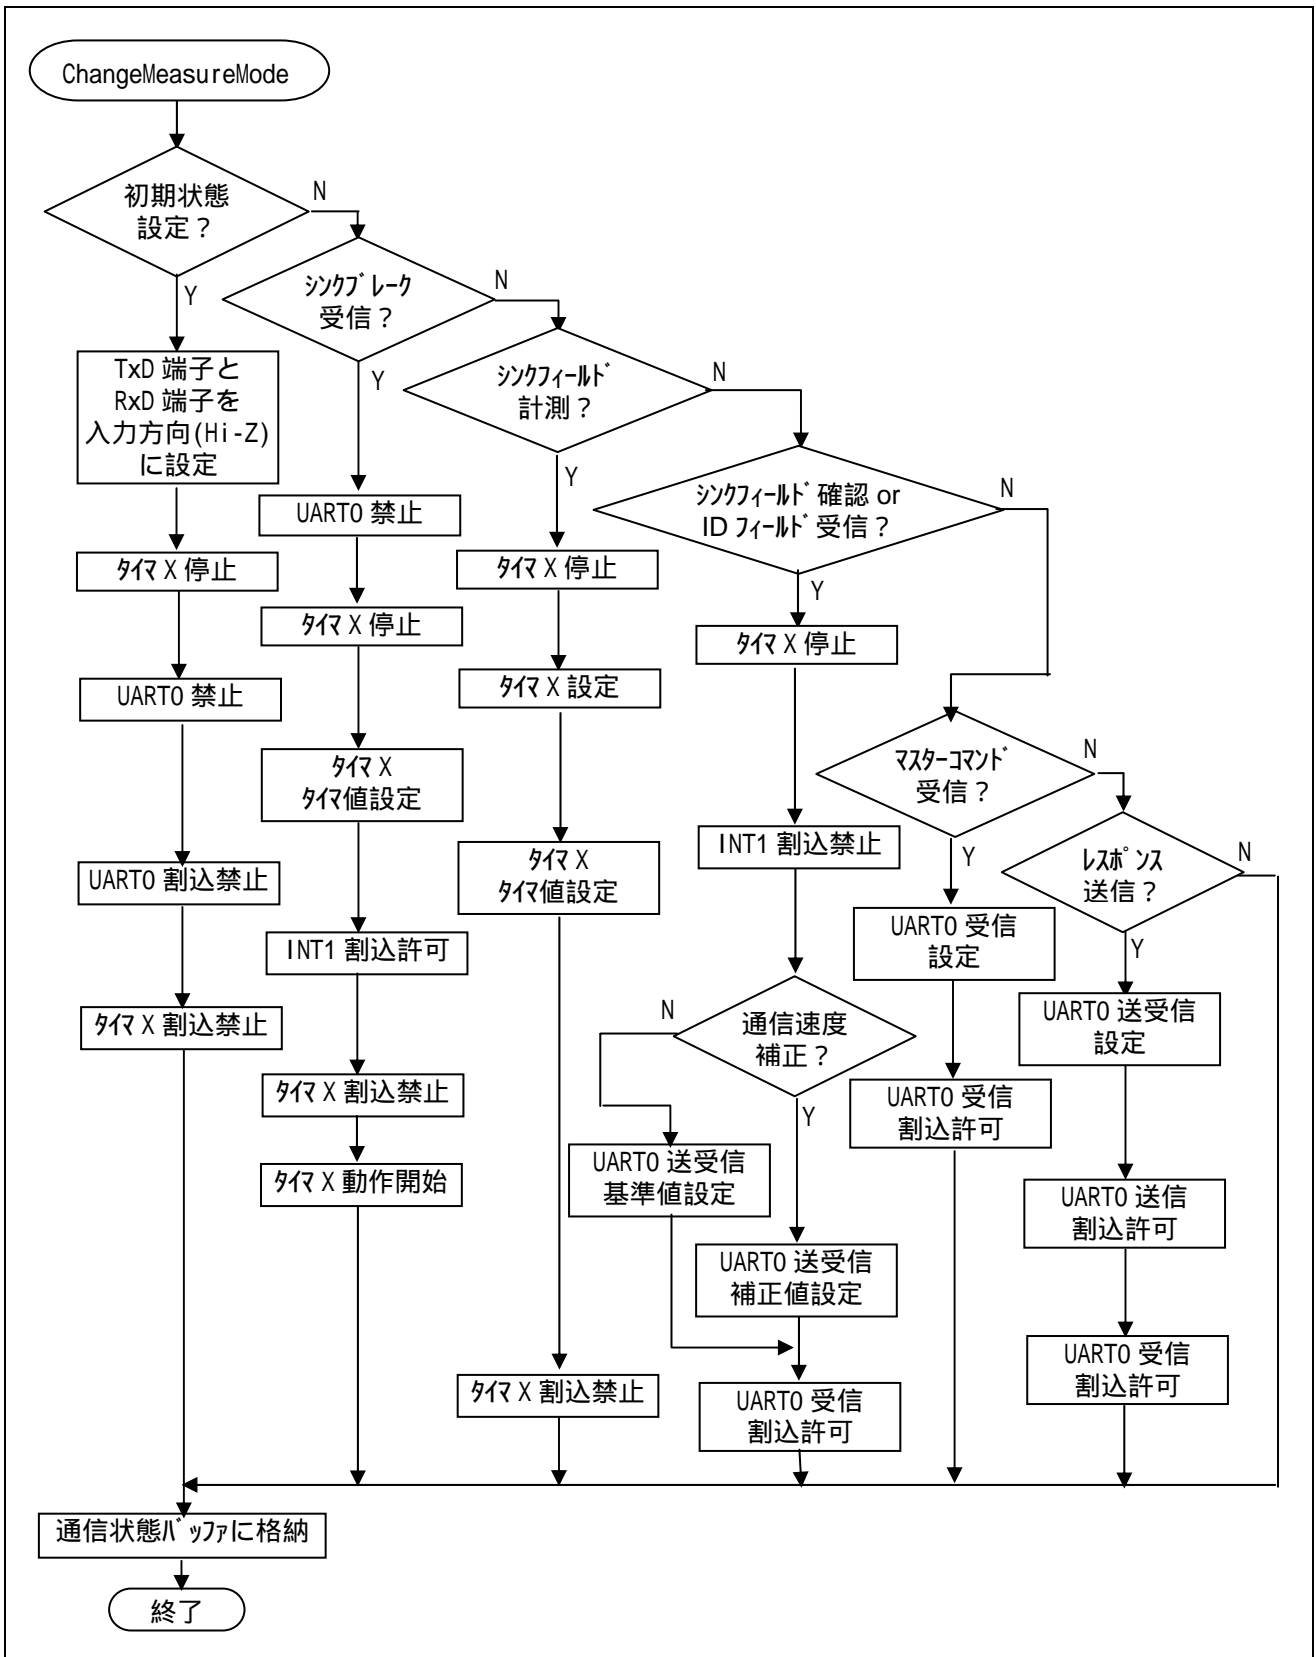 ChangeMeasureMode
初期状態
設定？
N
Y
ｼﾝｸﾌﾞﾚｰｸ
受信？
N
Y
ｼﾝｸﾌｨｰﾙﾄﾞ
計測？
N
Y
ｼﾝｸﾌｨｰﾙﾄﾞ確認 or
ID ﾌｨｰﾙﾄﾞ受信？
N
Y
TxD 端子と
RxD 端子を
入力方向(Hi-Z)
に設定
ﾀｲﾏ X 停止
UART0 禁止
UART0 割込禁止
ﾀｲﾏ X 割込禁止
UART0 禁止
ﾀｲﾏ X 停止
ﾀｲﾏ X
ﾀｲﾏ値設定
INT1 割込許可
ﾀｲﾏ X 割込禁止
ﾀｲﾏ X 動作開始
ﾀｲﾏ X 停止
ﾀｲﾏ X 設定
ﾀｲﾏ X
ﾀｲﾏ値設定
ﾀｲﾏ X 割込禁止
ﾀｲﾏ X 停止
INT1 割込禁止
通信速度
補正？
N
Y
UART0 送受信
基準値設定
UART0 送受信
補正値設定
UART0 受信
割込許可
ﾏｽﾀｰｺﾏﾝﾄﾞ
受信？
N
Y
UART0 受信
設定
UART0 受信
割込許可
ﾚｽﾎﾟﾝｽ
送信？
N
Y
UART0 送受信
設定
UART0 送信
割込許可
UART0 受信
割込許可
通信状態ﾊﾞｯﾌｧに格納
終了